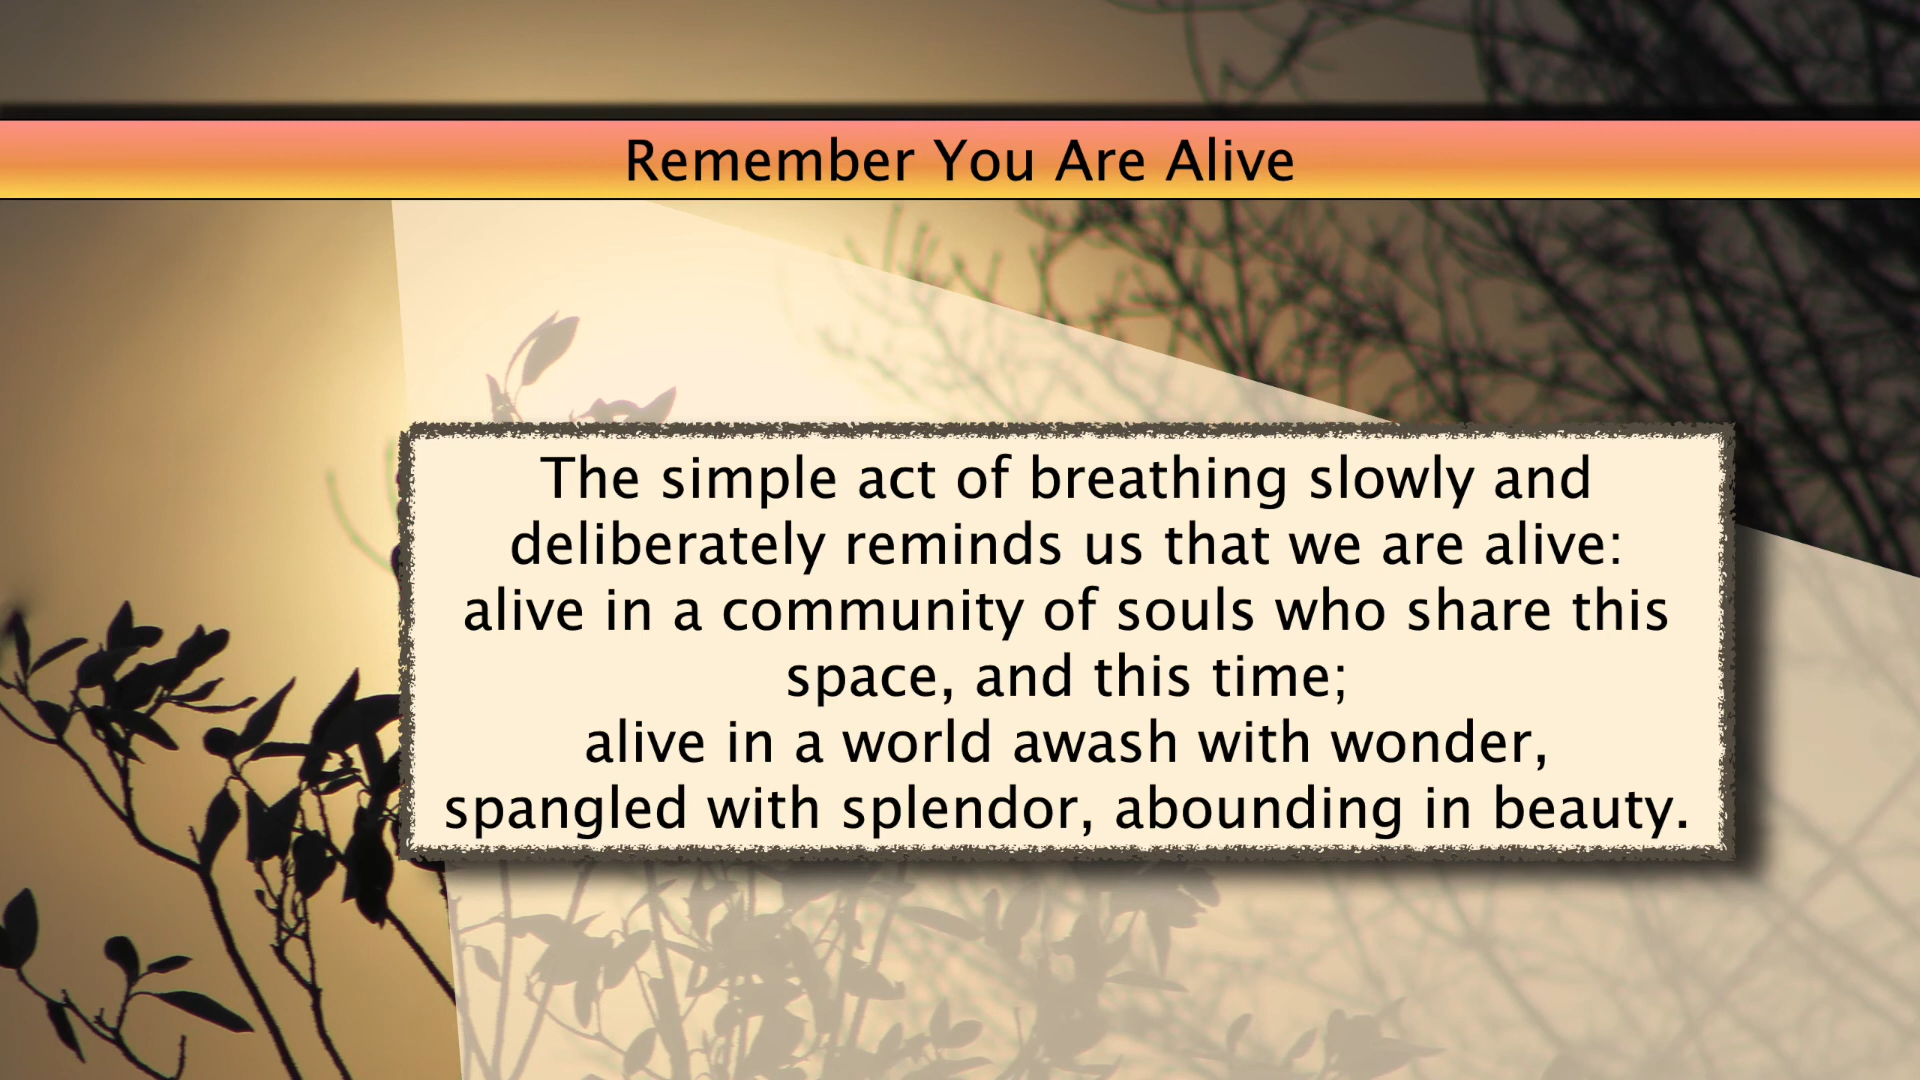 Remember You Are Alive
The simple act of breathing slowly and
deliberately reminds us that we are alive:
alive in a community of souls who share this
space, and this time;
alive in a world awash with wonder,
spangled with splendor, abounding in beauty.